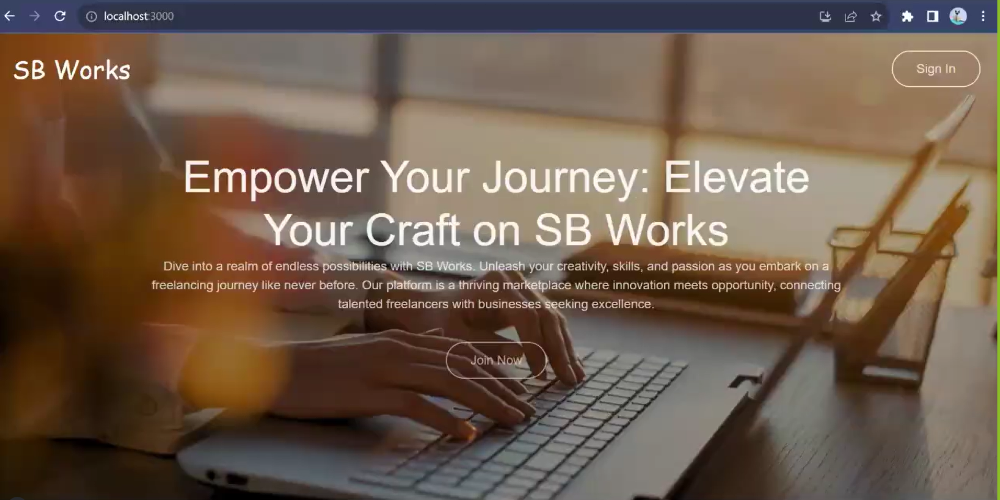 localhost:3000
SB Works
Sign In
Empower Your Journey: Elevate
Your Craft on SB Works
Dive into a realm of endless possibilities with SB Works. Unleash your creativity, skills, and passion as you embark on a
freelancing journey like never before. Our platform is a thriving marketplace where innovation meets opportunity, connecting
talented freelancers with businesses seeking excellence.
Join Now